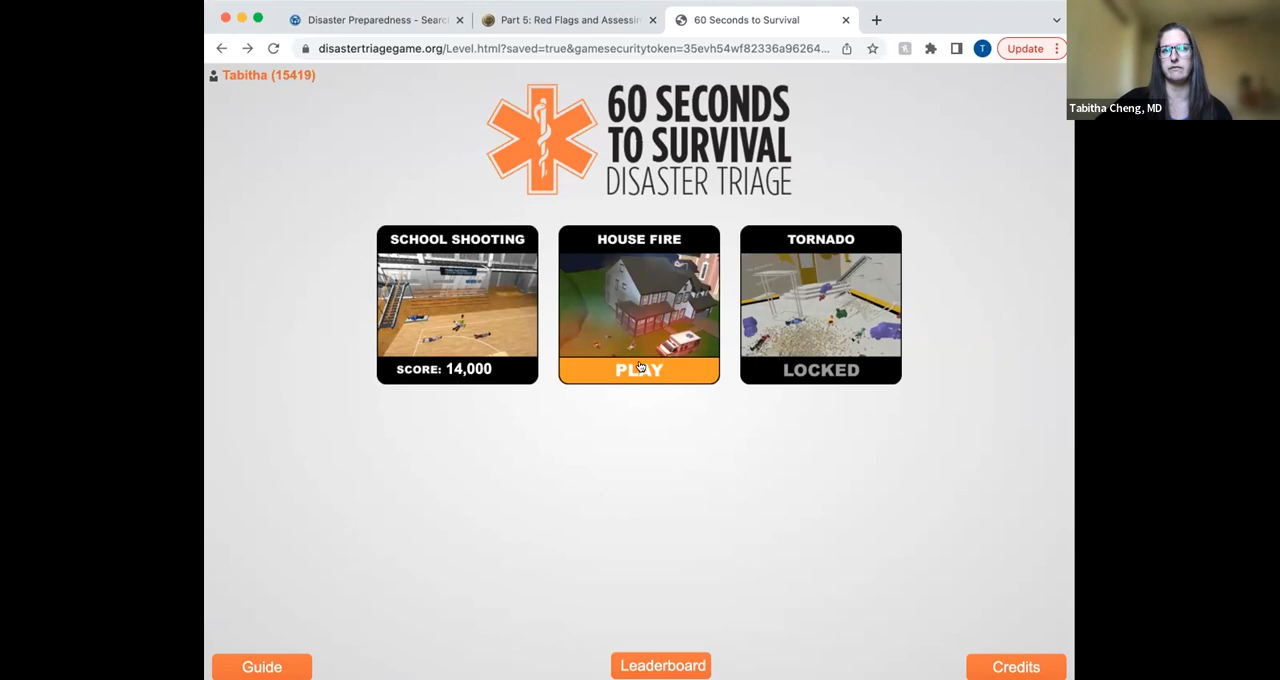 Disaster Preparedness - Searc
Part 5: Red Flags and Assessin
60 Seconds to Survival
disastertriagegame.org/Level.html?saved=true&gamesecuritytoken=35evh54wf82336a96264...
T
Update
Tabitha Cheng, MD
Tabitha (15419)
60 SECONDS
TO SURVIVAL
DISASTER TRIAGE
SCHOOL SHOOTING
HOUSE FIRE
TORNADO
SCORE: 14,000
PLAY
LOCKED
Guide
Leaderboard
Credits